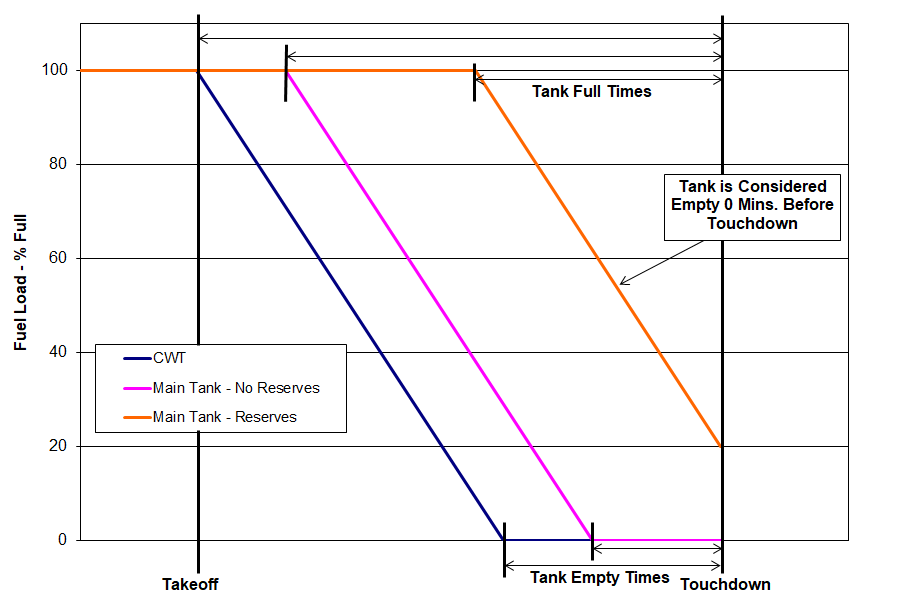 100
Tank Full Times
80
Tank is Considered
Empty 0 Mins. Before
Touchdown
60
Fuel Load - % Full
40
CWT
Main Tank - No Reserves
Main Tank - Reserves
20
0
Tank Empty Times
Takeoff
Touchdown